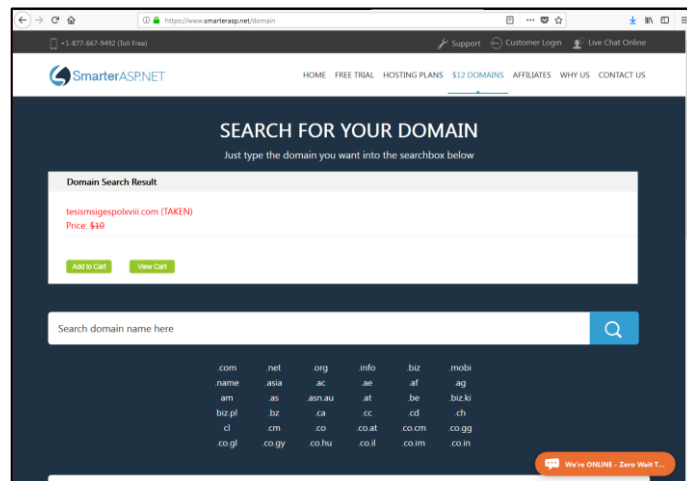 https://www.smarterasp.net/domain
+1-877-667-9492 (Toll Free)
Support
Customer Login
Live Chat Online
SmarterASP.NET
HOME FREE TRIAL HOSTING PLANS $12 DOMAINS AFFILIATES WHY US CONTACT US
SEARCH FOR YOUR DOMAIN
Just type the domain you want into the searchbox below
Domain Search Result
tesismsigespolxviii.com (TAKEN)
Price: $10
Add to Cart
View Cart
Search domain name here
.com .net .org .info .biz .mobi
.name .asia .ac .ae .af .ag
am .as .asn.au .at .be .biz.ki
biz.pl .bz .ca .cc .cd .ch
cl .cm .co .co.at .co.cm .co.gg
.co.gl .co.gy .co.hu .co.il .co.im .co.in
We're ONLINE - Zero Wait T...